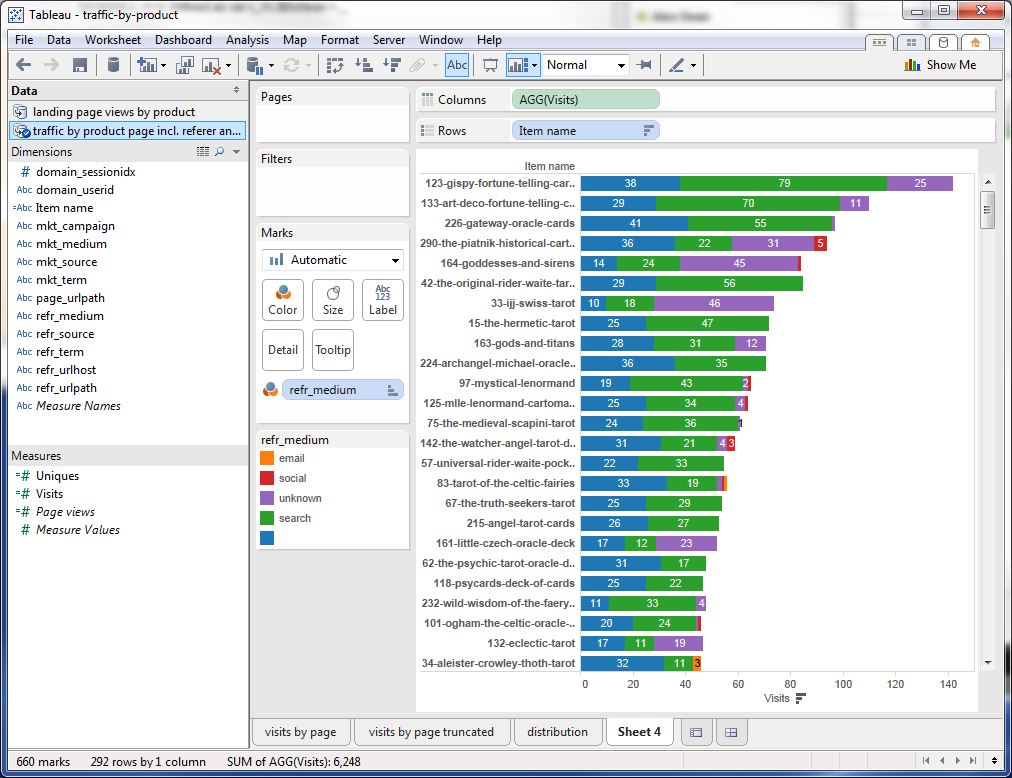 Tableau - traffic-by-product
File Data Worksheet Dashboard Analysis Map Format Server Window Help
Abc Normal Show Me
Data
landing page views by product
traffic by product page incl. referer an...
Dimensions
# domain_sessionidx
Abc domain_userid
=Abc Item name
Abc mkt_campaign
Abc mkt_medium
Abc mkt_source
Abc mkt_term
Abc page_urlpath
Abc refr_medium
Abc refr_source
Abc refr_term
Abc refr_urlhost
Abc refr_urlpath
Abc Measure Names
Measures
=# Uniques
=# Visits
=# Page views
# Measure Values
Pages
Filters
Marks
Automatic
Abc
123
Color Size Label
Detail Tooltip
refr_medium
refr_medium
email
social
unknown
search
Columns AGG(Visits)
Rows Item name
Item name
123-gispy-fortune-telling-car.. 38 79 25
133-art-deco-fortune-telling-c.. 29 70 11
226-gateway-oracle-cards 41 55
290-the-piatnik-historical-cart.. 36 22 31 5
164-goddesses-and-sirens 14 24 45
42-the-original-rider-waite-tar.. 29 56
33-ijj-swiss-tarot 10 18 46
15-the-hermetic-tarot 25 47
163-gods-and-titans 28 31 12
224-archangel-michael-oracle.. 36 35
97-mystical-lenormand 19 43 2
125-mlle-lenormand-cartoma.. 25 34 4
75-the-medieval-scapini-tarot 24 36 1
142-the-watcher-angel-tarot-d.. 31 21 4 3
57-universal-rider-waite-pock.. 22 33
83-tarot-of-the-celtic-fairies 33 19
67-the-truth-seekers-tarot 25 29
215-angel-tarot-cards 26 27
161-little-czech-oracle-deck 17 12 23
62-the-psychic-tarot-oracle-d.. 31 17
118-psycards-deck-of-cards 25 22
232-wild-wisdom-of-the-faery.. 11 33 4
101-ogham-the-celtic-oracle-.. 20 24
132-eclectic-tarot 17 11 19
34-aleister-crowley-thoth-tarot 32 11 3
0 20 40 60 80 100 120 140
Visits
visits by page visits by page truncated distribution Sheet 4
660 marks 292 rows by 1 column SUM of AGG(Visits): 6,248